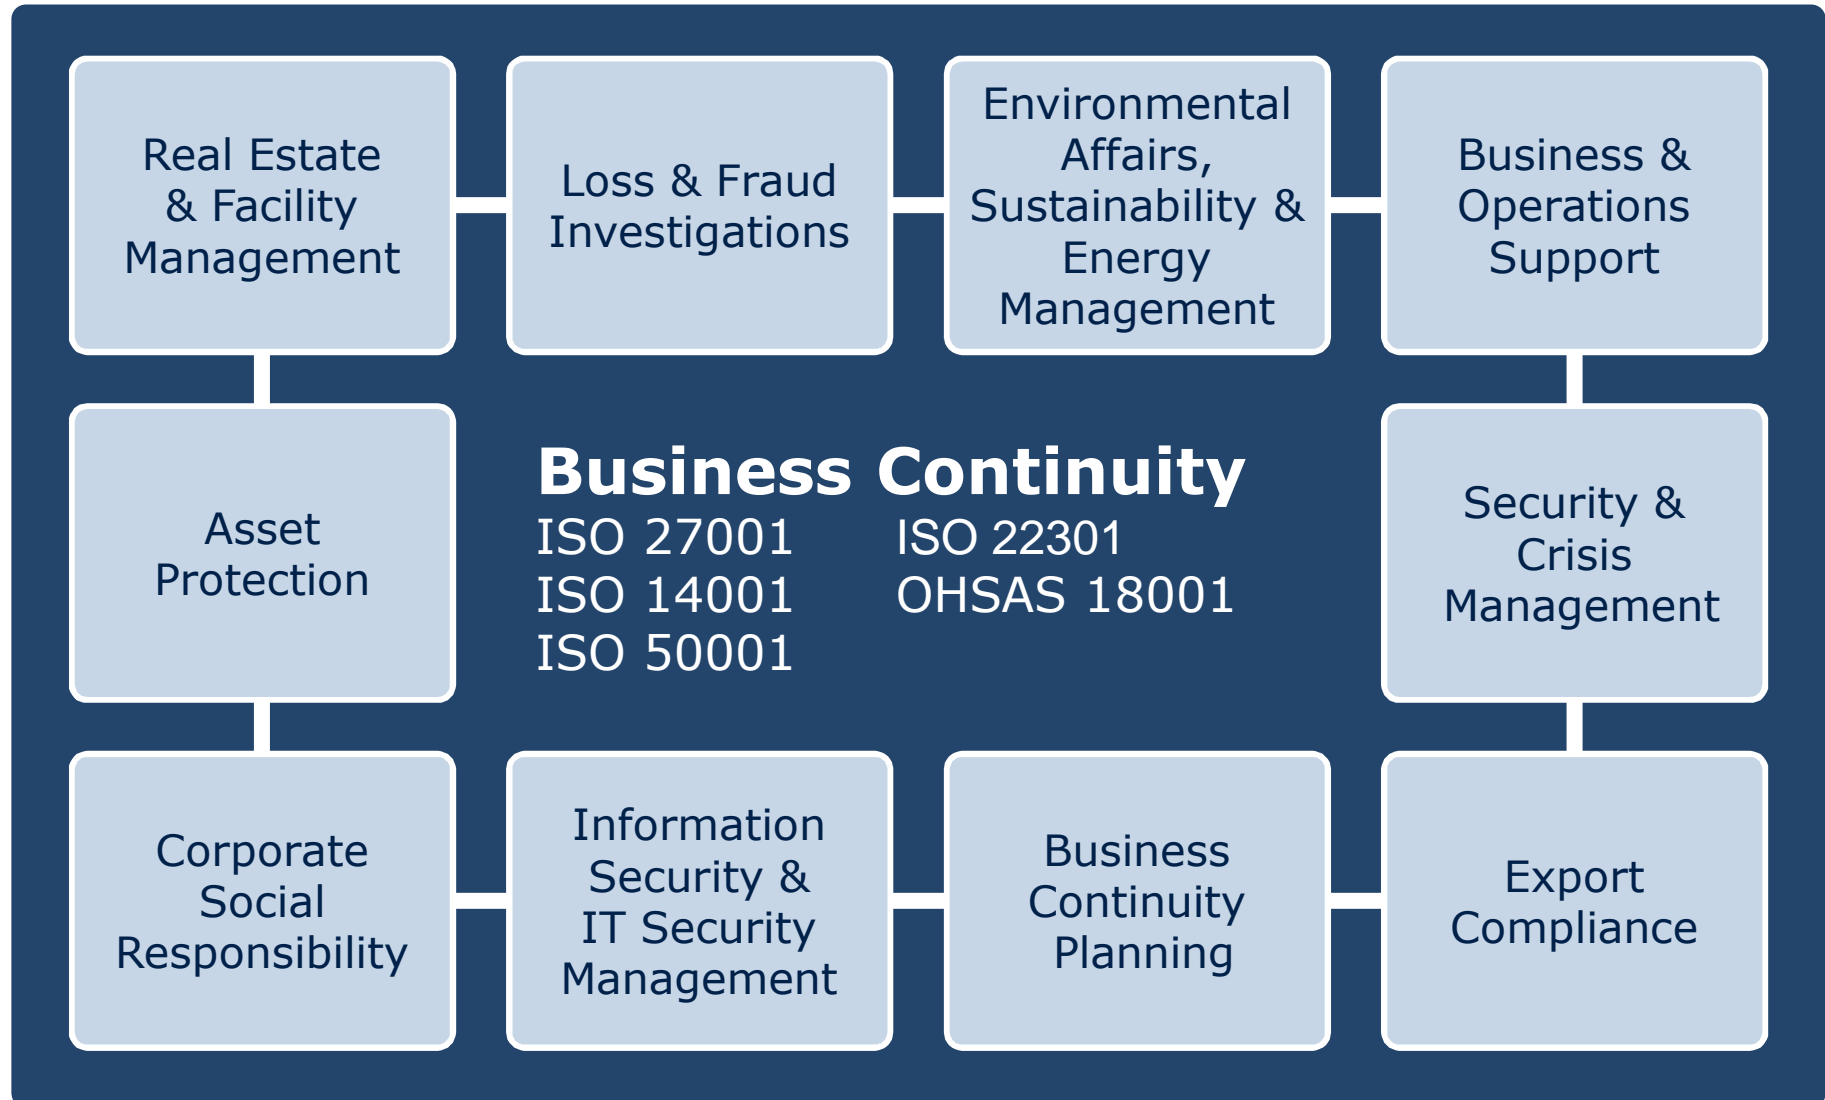 Real Estate
& Facility
Management
Loss & Fraud
Investigations
Environmental
Affairs,
Sustainability &
Energy
Management
Business &
Operations
Support
Asset
Protection
Business Continuity
ISO 27001 ISO 22301
ISO 14001 OHSAS 18001
ISO 50001
Security &
Crisis
Management
Corporate
Social
Responsibility
Information
Security &
IT Security
Management
Business
Continuity
Planning
Export
Compliance